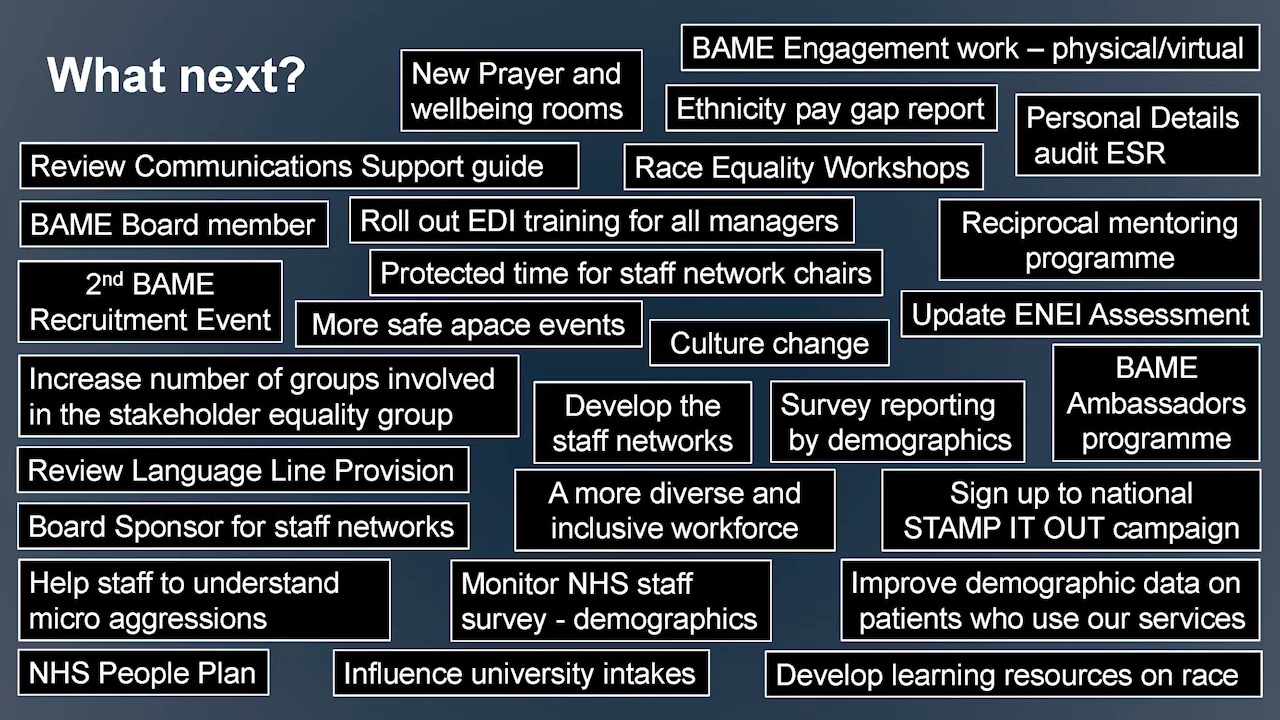 What next?
New Prayer and
wellbeing rooms
BAME Engagement work – physical/virtual
Ethnicity pay gap report
Personal Details
audit ESR
Review Communications Support guide
Race Equality Workshops
BAME Board member
Roll out EDI training for all managers
Reciprocal mentoring
programme
2nd BAME
Recruitment Event
Protected time for staff network chairs
More safe apace events
Culture change
Update ENEI Assessment
Increase number of groups involved
in the stakeholder equality group
Develop the
staff networks
Survey reporting
by demographics
BAME
Ambassadors
programme
Review Language Line Provision
A more diverse and
inclusive workforce
Sign up to national
STAMP IT OUT campaign
Board Sponsor for staff networks
Help staff to understand
micro aggressions
Monitor NHS staff
survey - demographics
Improve demographic data on
patients who use our services
NHS People Plan
Influence university intakes
Develop learning resources on race